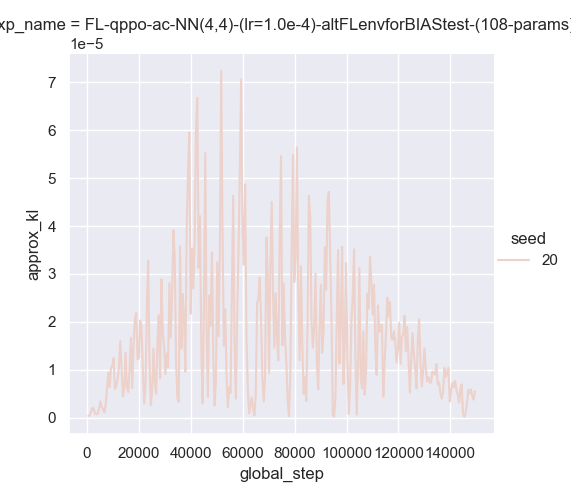 xp_name = FL-qppo-ac-NN(4,4)-(lr=1.0e-4)-altFLenvforBIAStest-(108-params)
1e−5
7
6
5
4
3
2
1
0
approx_kl
0 20000 40000 60000 80000 100000 120000 140000
global_step
seed
20